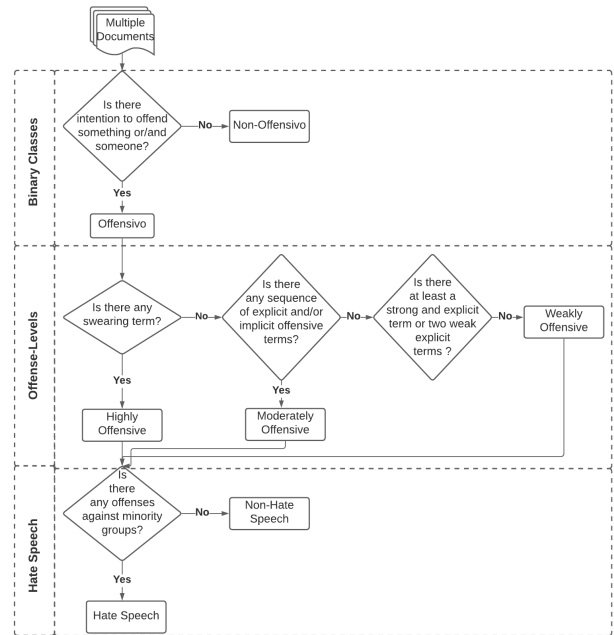 Multiple
Documents
Binary Classes
Is there
intention to offend
something or/and
someone?
No
Non-Offensivo
Yes
Offensivo
Offense-Levels
Is there any
swearing term?
No
Is there
any sequence
of explicit and/or
implicit offensive
terms?
No
Is there
at least a
strong and explicit
term or two weak
explicit
terms ?
No
Weakly
Offensive
Yes
Highly
Offensive
Yes
Moderately
Offensive
Hate Speech
Is
there
any offenses
against minority
groups?
No
Non-Hate
Speech
Yes
Hate Speech